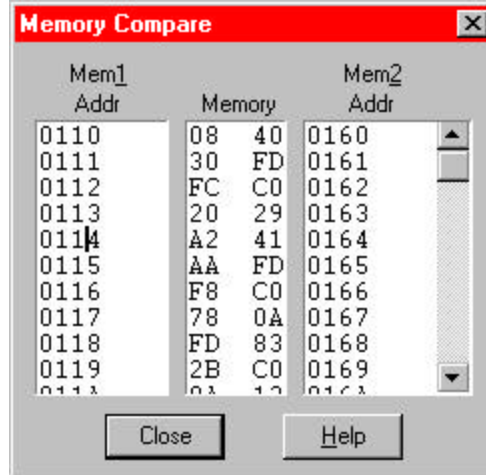 Memory Compare
Mem1 Mem2
Addr Memory Addr
0110 08 40 0160
0111 30 FD 0161
0112 FC C0 0162
0113 20 29 0163
0114 A2 41 0164
0115 AA FD 0165
0116 F8 C0 0166
0117 78 0A 0167
0118 FD 83 0168
0119 2B C0 0169
Close Help